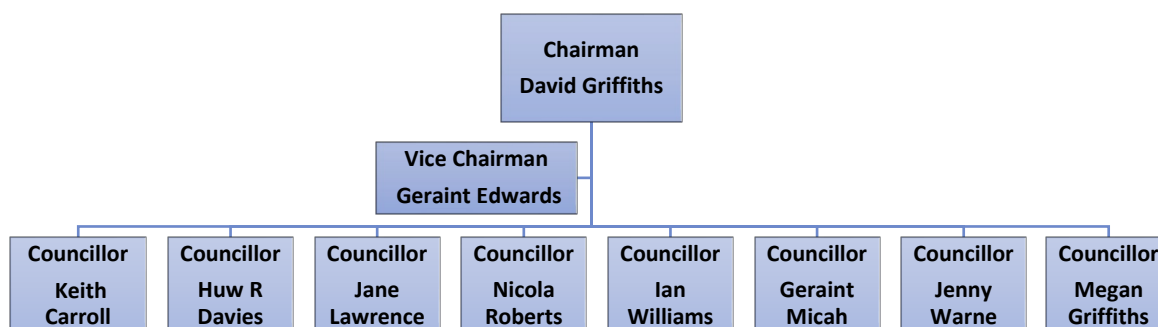 Chairman
David Griffiths
Vice Chairman
Geraint Edwards
Councillor
Keith
Carroll
Councillor
Huw R
Davies
Councillor
Jane
Lawrence
Councillor
Nicola
Roberts
Councillor
Ian
Williams
Councillor
Geraint
Micah
Councillor
Jenny
Warne
Councillor
Megan
Griffiths